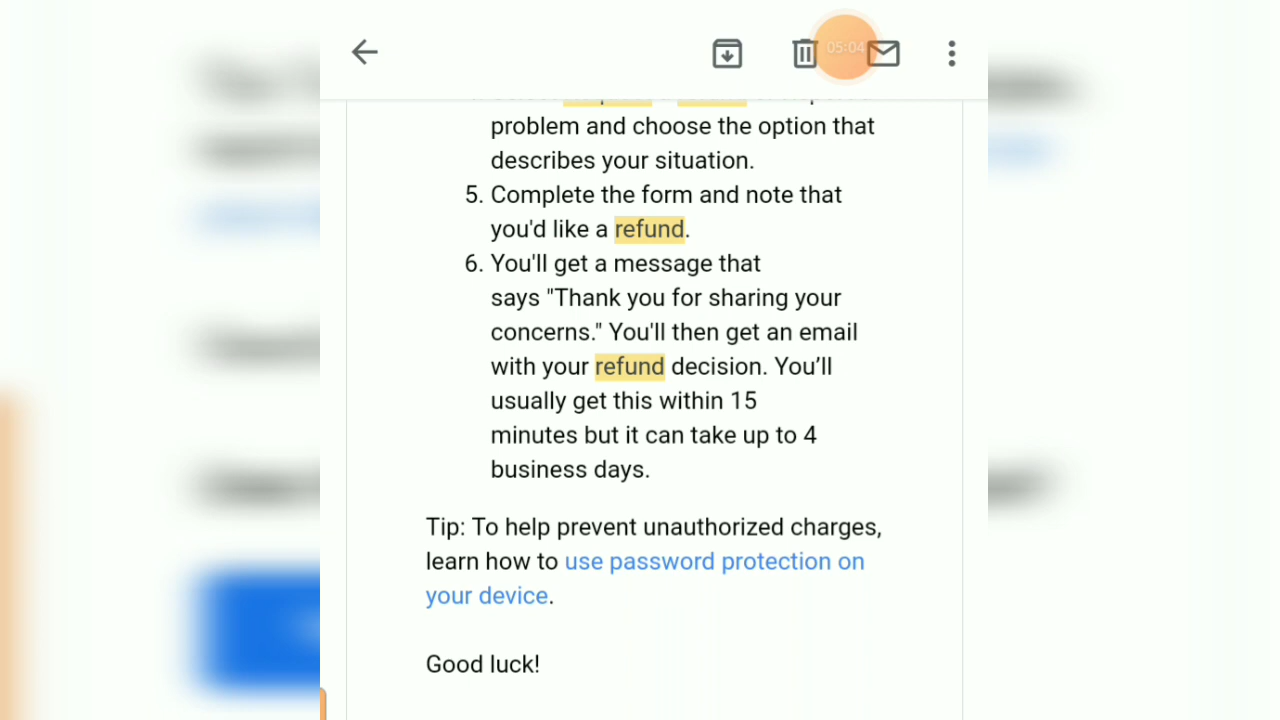 05:04
problem and choose the option that
describes your situation.
5. Complete the form and note that
you'd like a refund.
6. You'll get a message that
says "Thank you for sharing your
concerns." You'll then get an email
with your refund decision. You’ll
usually get this within 15
minutes but it can take up to 4
business days.
Tip: To help prevent unauthorized charges,
learn how to use password protection on
your device.
Good luck!